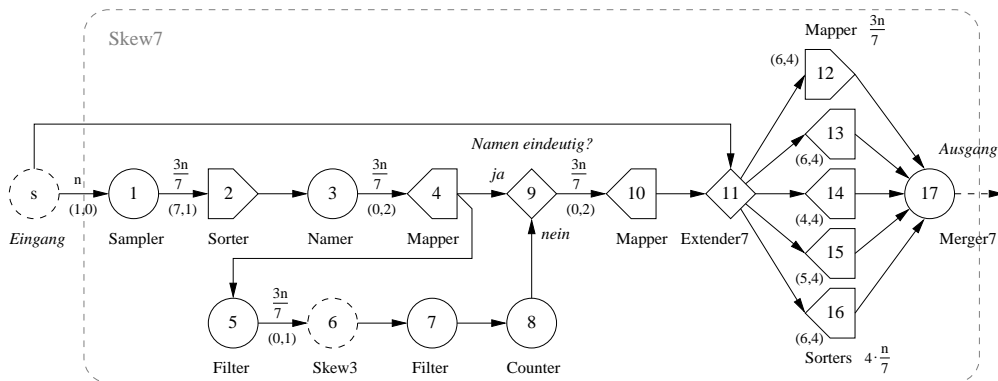 Skew7
Mapper 3n/7
(6,4)
12
13
(6,4)
Namen eindeutig?
Ausgang
s
n
(1,0)
1
3n/7
(7,1)
2
3
3n/7
(0,2)
4
ja
9
3n/7
(0,2)
10
11
14
(4,4)
17
nein
Eingang
Sampler
Sorter
Namer
Mapper
Mapper
Extender7
Merger7
15
(5,4)
5
3n/7
(0,1)
6
7
8
16
(6,4)
Filter
Skew3
Filter
Counter
Sorters 4·n/7